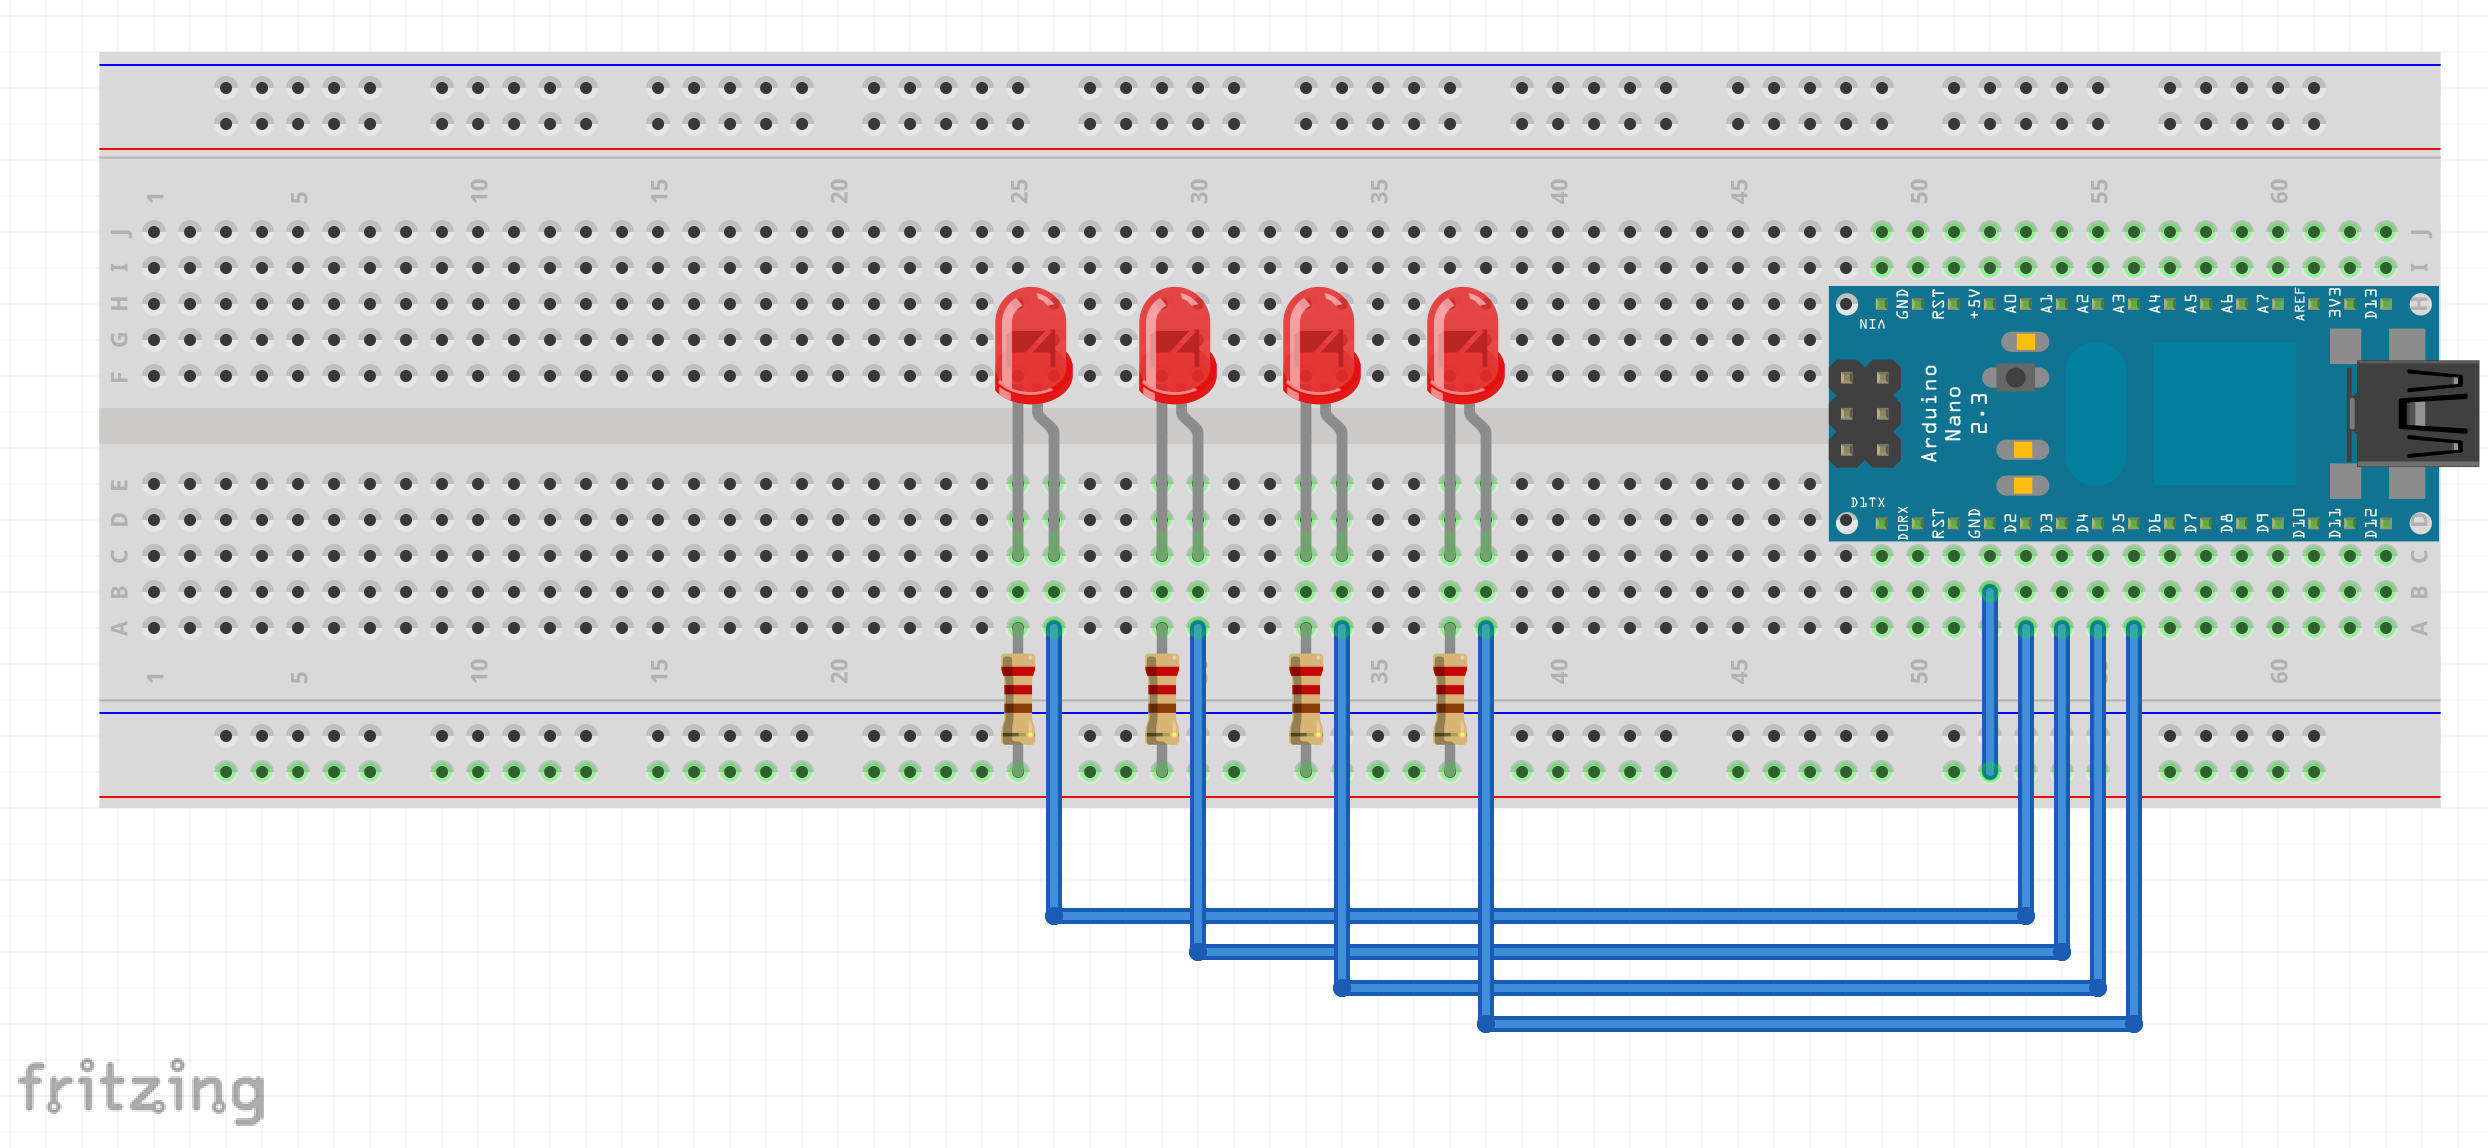 1 5 10 15 20 25 30 35 40 45 50 55 60
J J
I I
H H
G
F
GND RST +5V A0 A1 A2 A3 A4 A5 A6 A7 AREF 3V3 D13
VIN
Arduino
Nano
2.3
E
D D
C C
B B
A A
D1TX
D0RX RST GND D2 D3 D4 D5 D6 D7 D8 D9 D10 D11 D12
1 5 10 15 20 35 40 45 50 60
fritzing